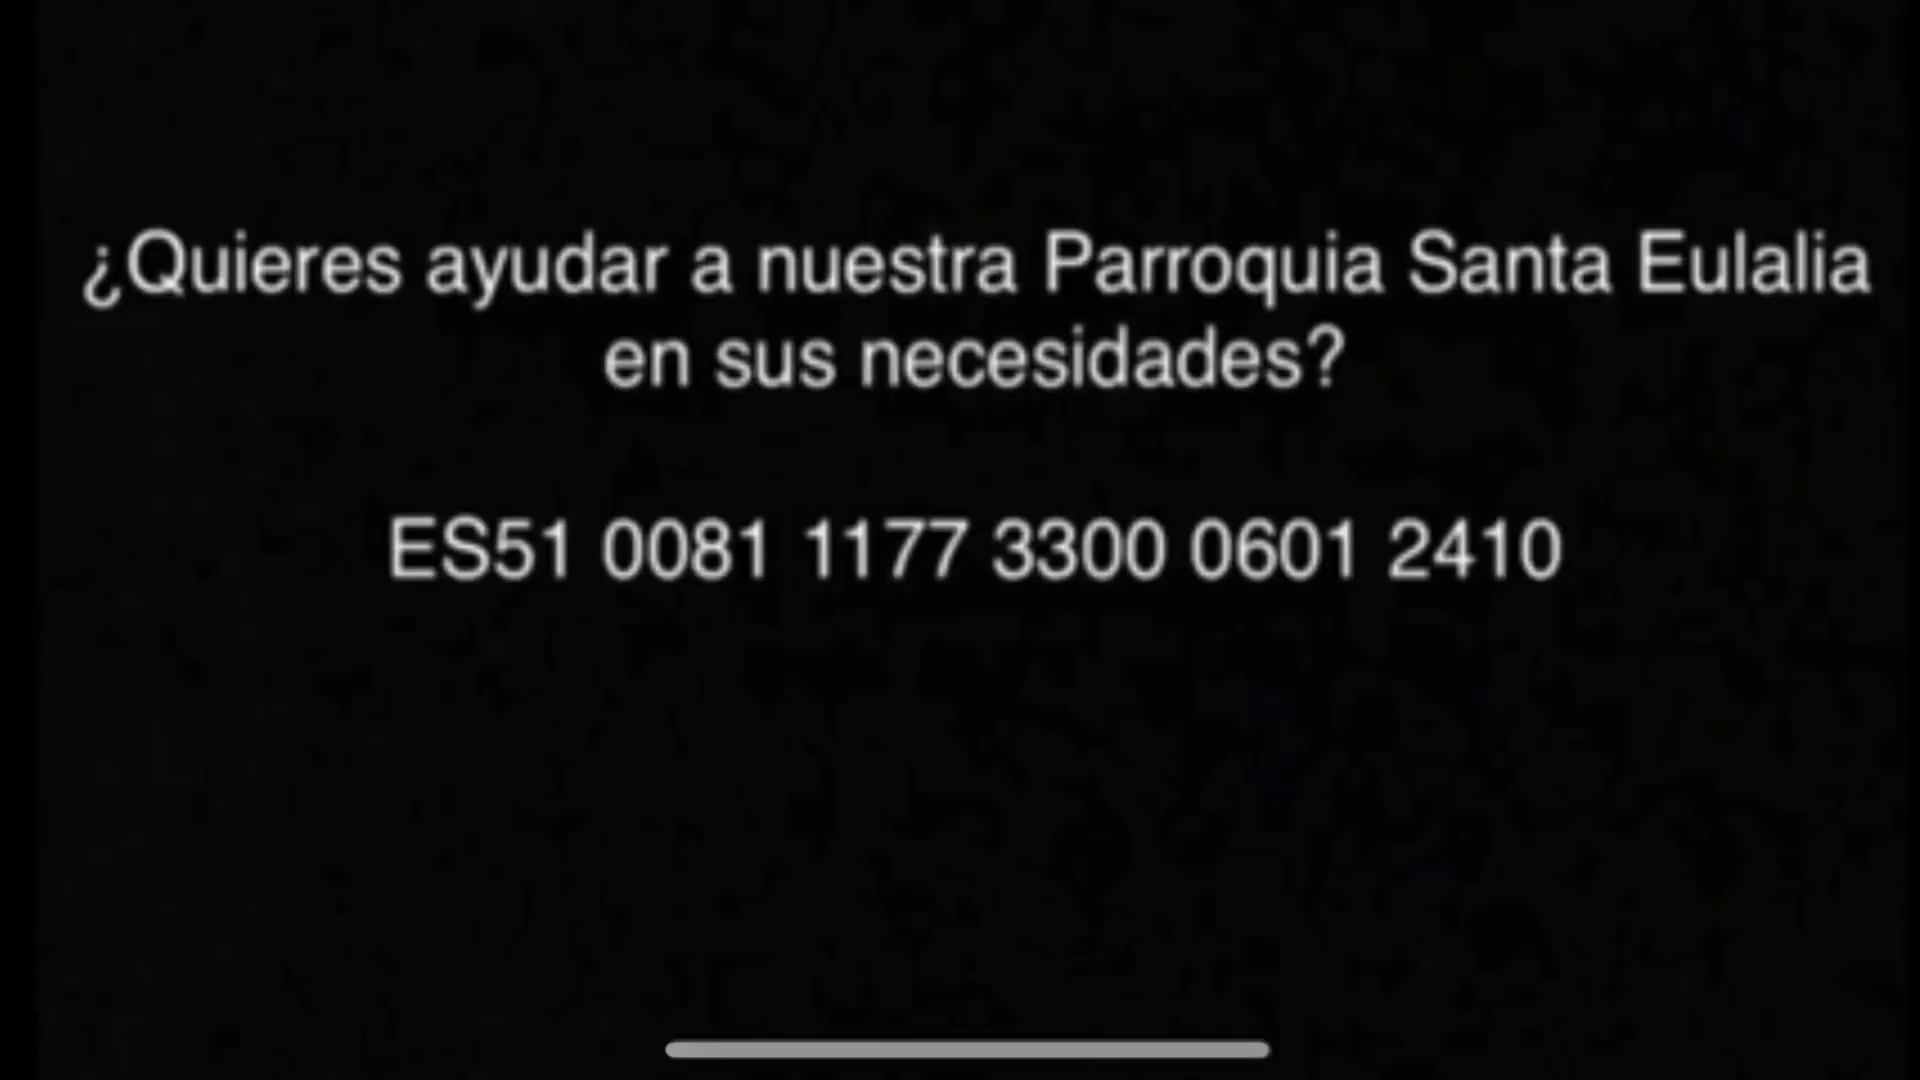 ¿Quieres ayudar a nuestra Parroquia Santa Eulalia
en sus necesidades?
ES51 0081 1177 3300 0601 2410